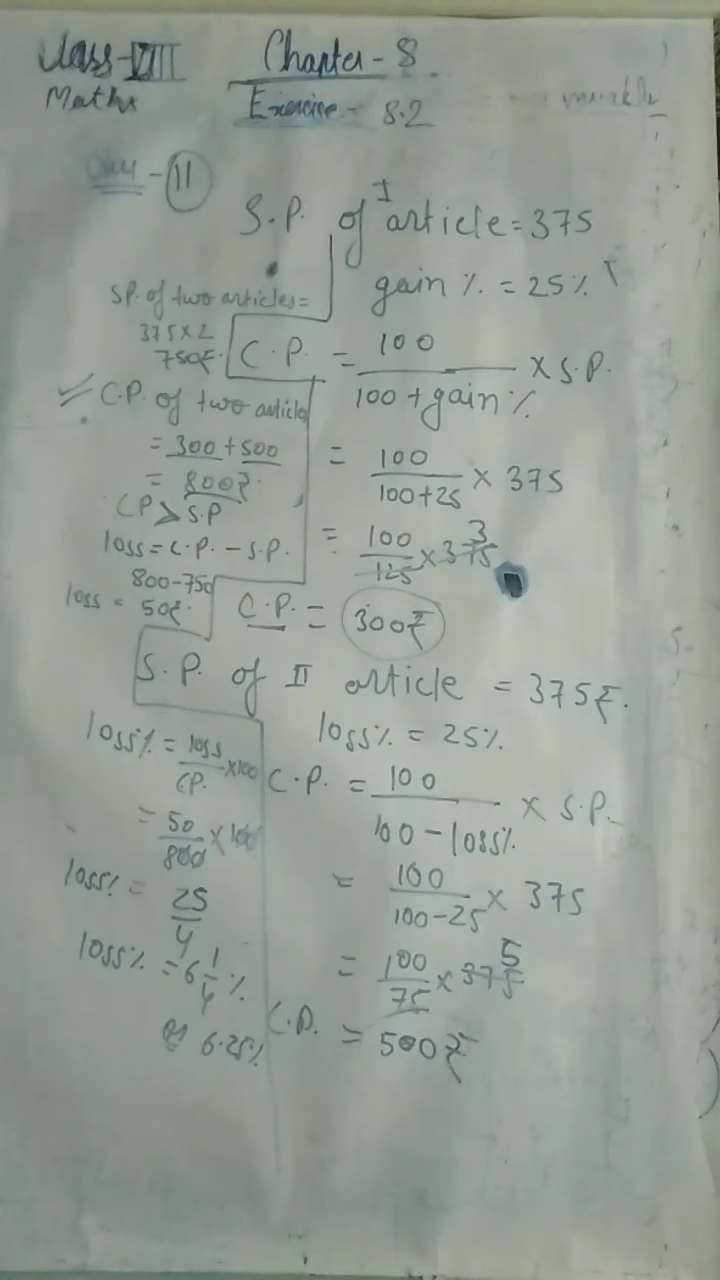 Class-VIII
Maths
Chapter - 8
Exercise - 8.2
- 11
S.P. of I article = 375
gain % = 25%
C.P. = 100 / 100 + gain % × S.P.
= 100 / 100+25 × 375
= 100 / 125 × 375 3
C.P. = 300₹
S.P. of II article = 375₹.
loss% = 25%
C.P. = 100 / 100 - loss% × S.P.
= 100 / 100-25 × 375
= 100 / 75 × 375 5
C.P. = 500₹
S.P. of two articles =
375×2
750₹.
C.P. of two article
= 300 + 500
= 800₹.
CP > S.P
loss = C.P. - S.P.
800-750
loss = 50₹.
loss% = loss / CP. ×100
= 50 / 800 × 100
loss% = 25 / 4
loss% = 6 1/4 %
or 6.25%